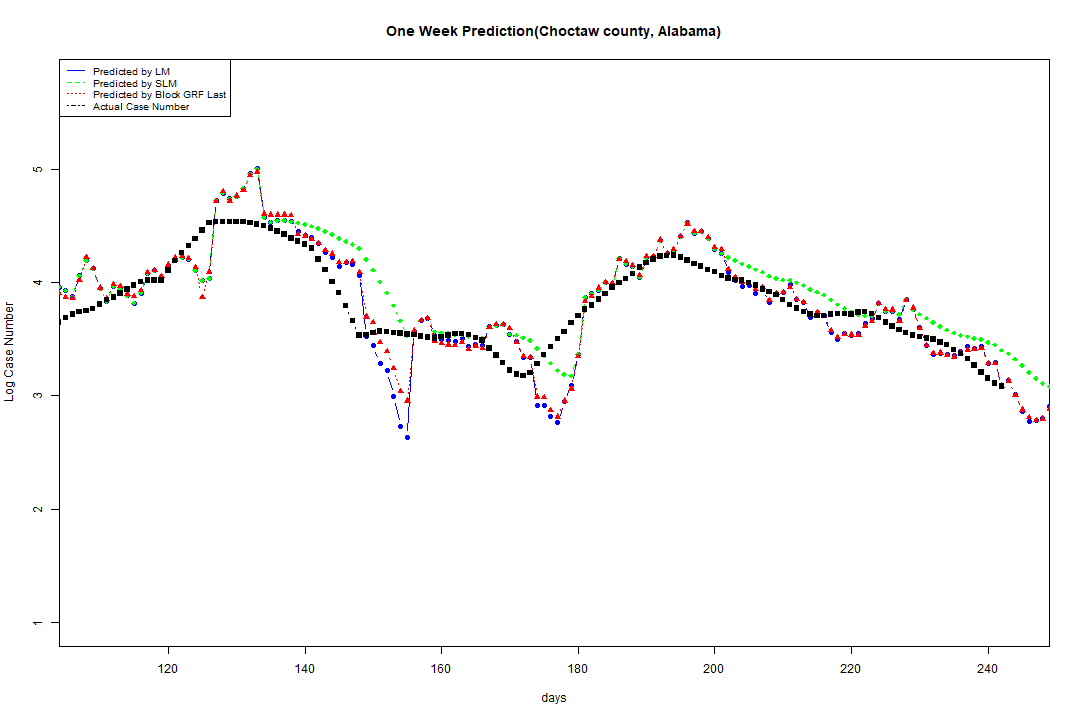 One Week Prediction(Choctaw county, Alabama)
Predicted by LM
Predicted by SLM
Predicted by Block GRF Last
Actual Case Number
5
4
3
2
1
Log Case Number
120 140 160 180 200 220 240
days